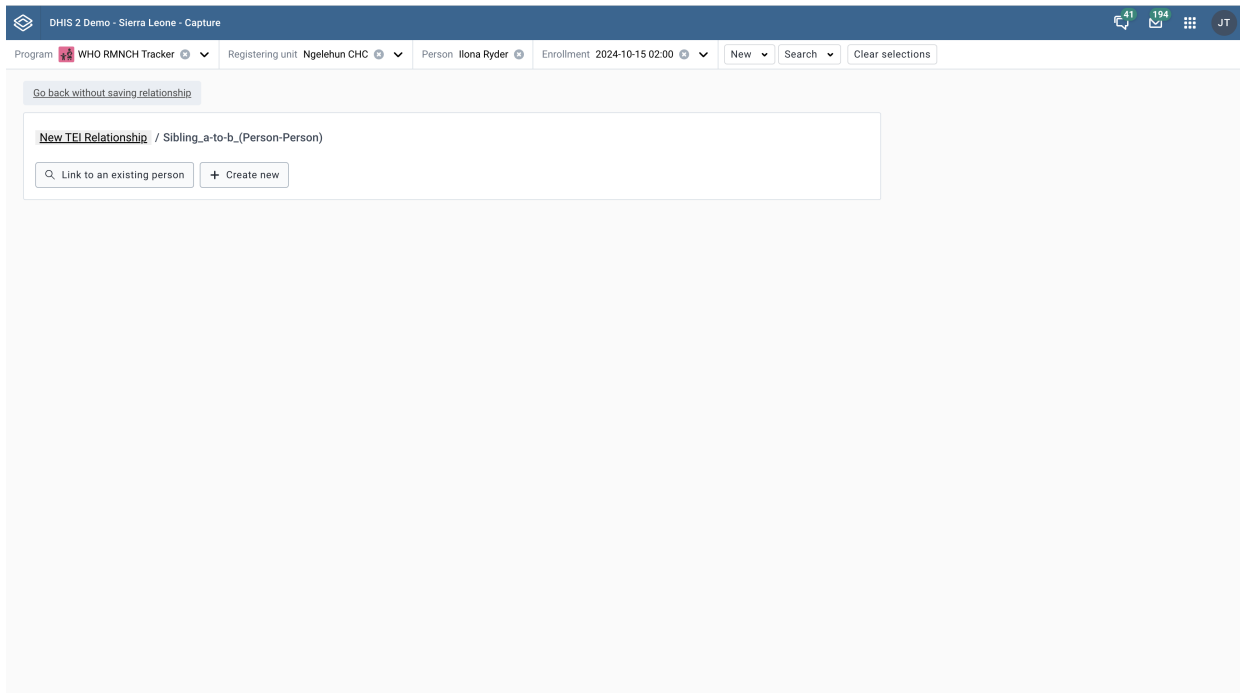 DHIS 2 Demo - Sierra Leone - Capture 41 194 JT
Program WHO RMNCH Tracker Registering unit Ngelehun CHC Person Ilona Ryder Enrollment 2024-10-15 02:00 New Search Clear selections
Go back without saving relationship
New TEI Relationship / Sibling_a-to-b_(Person-Person)
Link to an existing person + Create new